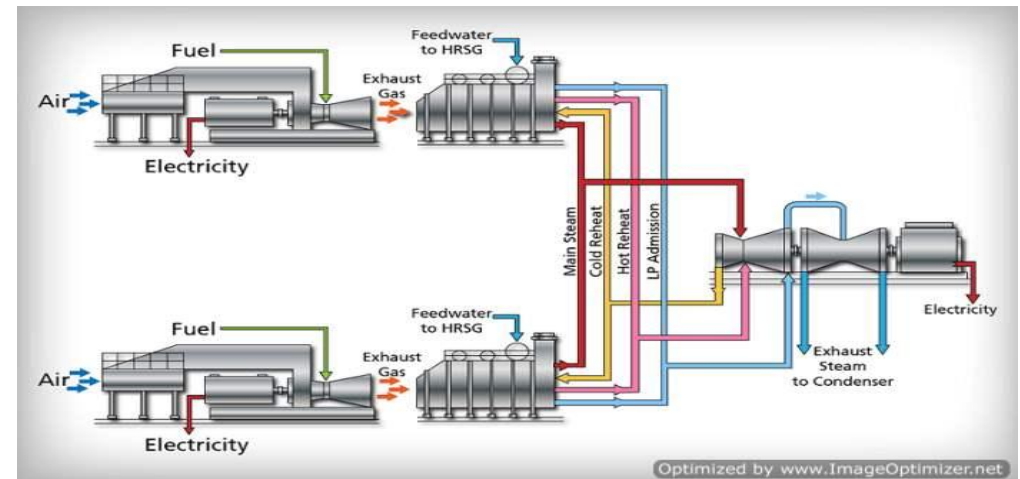 Feedwater
to HRSG
Fuel
Exhaust
Gas
Air
Electricity
Main Steam
Cold Reheat
Hot Reheat
LP Admission
Electricity
Feedwater
to HRSG
Fuel
Exhaust
Gas
Air
Exhaust
Steam
to Condenser
Electricity
Optimized by www.ImageOptimizer.net